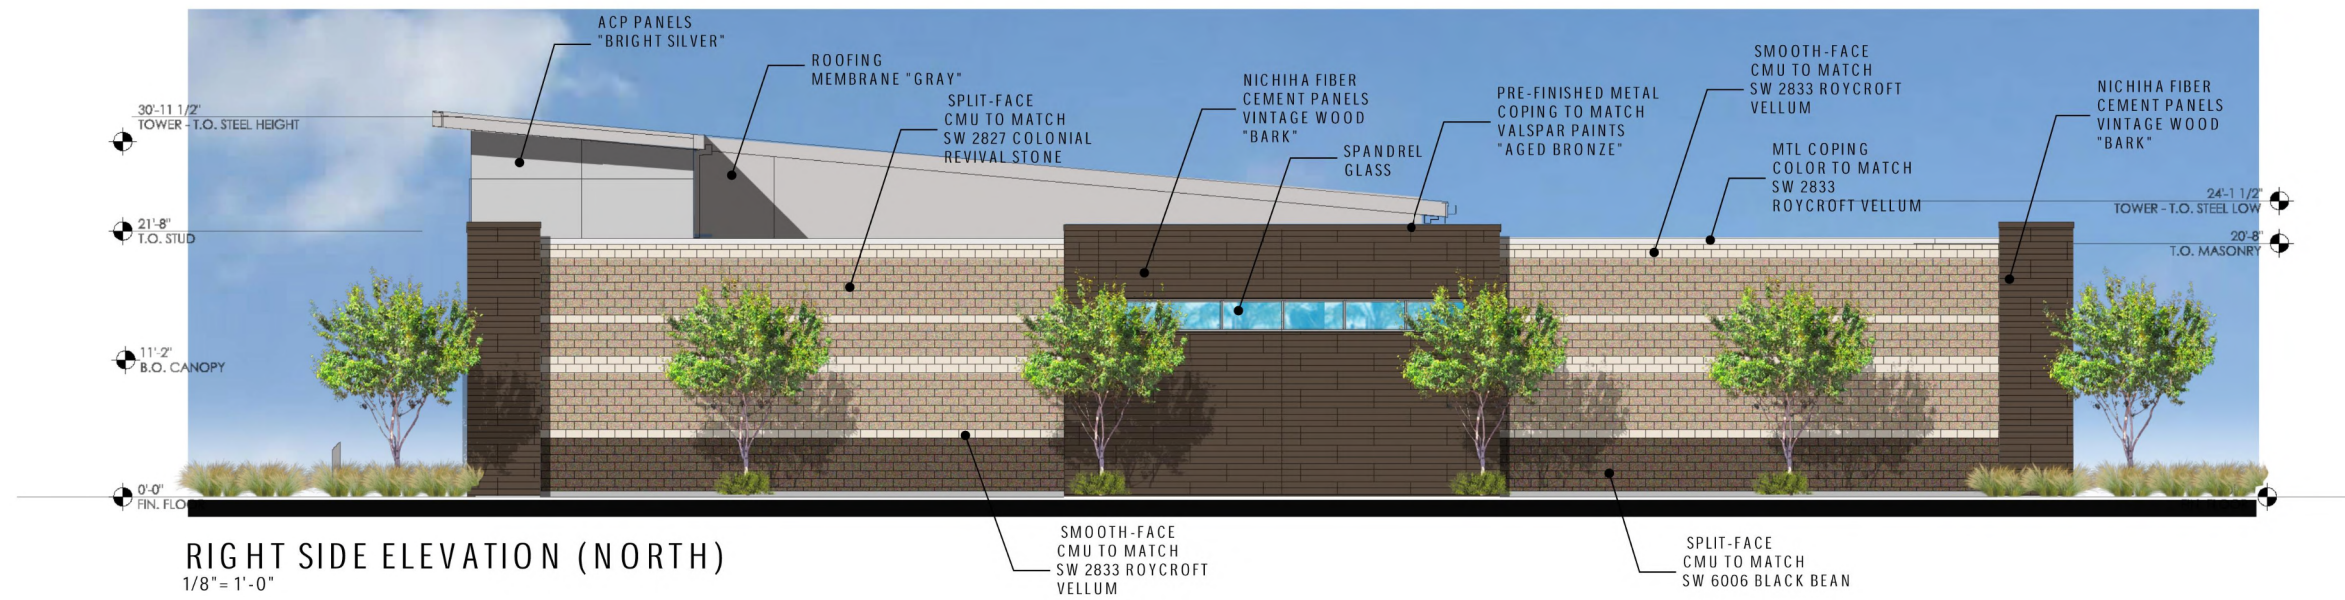 ACP PANELS
"BRIGHT SILVER"
ROOFING
MEMBRANE "GRAY"
SPLIT-FACE
CMU TO MATCH
SW 2827 COLONIAL
REVIVAL STONE
NICHIHA FIBER
CEMENT PANELS
VINTAGE WOOD
"BARK"
SPANDREL
GLASS
PRE-FINISHED METAL
COPING TO MATCH
VALSPAR PAINTS
"AGED BRONZE"
SMOOTH-FACE
CMU TO MATCH
SW 2833 ROYCROFT
VELLUM
MTL COPING
COLOR TO MATCH
SW 2833
ROYCROFT VELLUM
NICHIHA FIBER
CEMENT PANELS
VINTAGE WOOD
"BARK"
30'-11 1/2"
TOWER - T.O. STEEL HEIGHT
21'-8"
T.O. STUD
11'-2"
B.O. CANOPY
0'-0"
FIN. FLOOR
24'-1 1/2"
TOWER - T.O. STEEL LOW
20'-8"
T.O. MASONRY
SMOOTH-FACE
CMU TO MATCH
SW 2833 ROYCROFT
VELLUM
SPLIT-FACE
CMU TO MATCH
SW 6006 BLACK BEAN
RIGHT SIDE ELEVATION (NORTH)
1/8"= 1'-0"